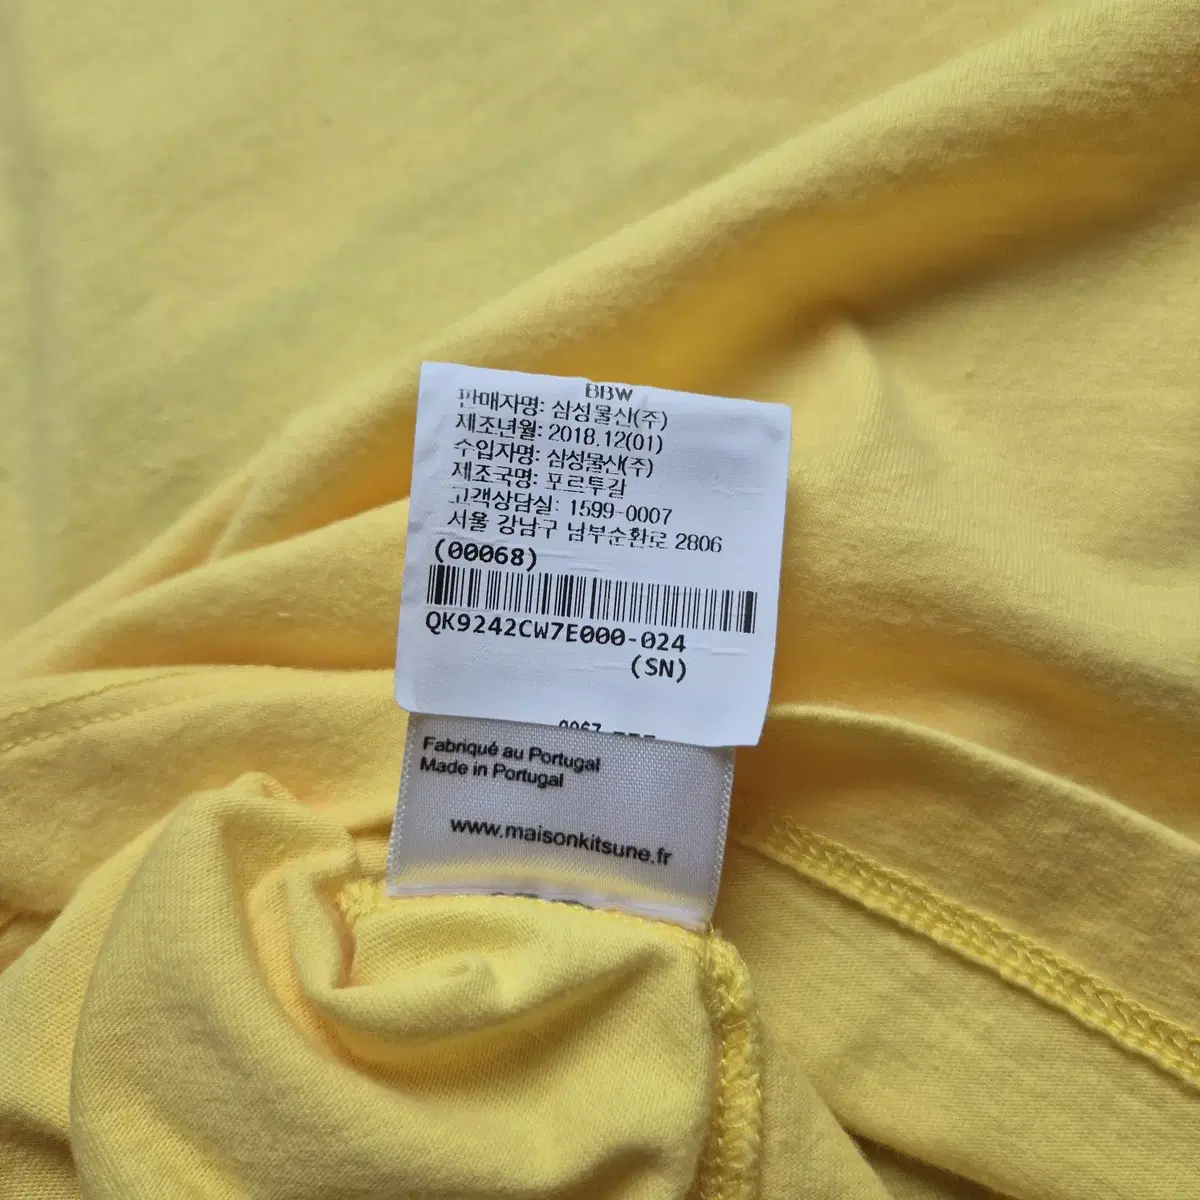 BBW
판매자명: 삼성물산(주)
제조년월: 2018.12(01)
수입자명: 삼성물산(주)
제조국명: 포르투갈
고객상담실: 1599-0007
서울 강남구 남부순환로 2806
(00068)
QK9242CW7E000-024
(SN)
Fabriqué au Portugal
Made in Portugal
www.maisonkitsune.fr